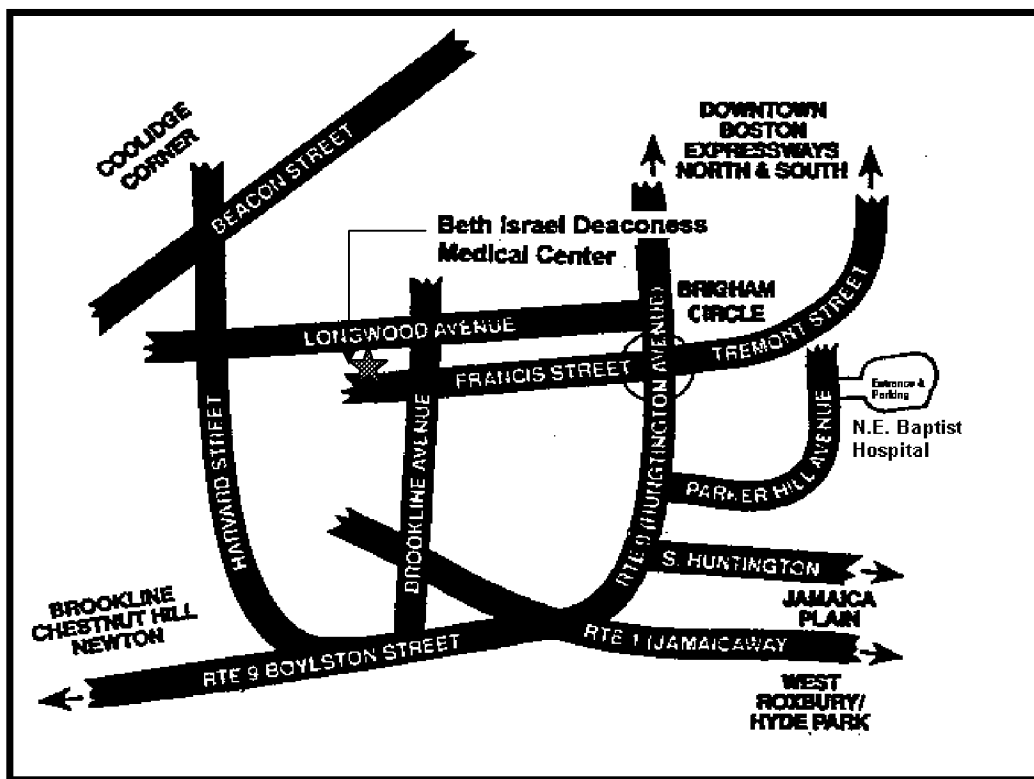 COOLIDGE
CORNER
BEACON STREET
DOWNTOWN
BOSTON
EXPRESSWAYS
NORTH & SOUTH
Beth Israel Deaconess
Medical Center
BRIGHAM
CIRCLE
LONGWOOD AVENUE
FRANCIS STREET
TREMONT STREET
HARVARD STREET
BROOKLINE AVENUE
RTE 9 (HUNGTINGTON AVENUE)
Entrance &
Parking
N.E. Baptist
Hospital
PARKER HILL AVENUE
S. HUNTINGTON
JAMAICA
PLAIN
BROOKLINE
CHESTNUT HILL
NEWTON
RTE 9 BOYLSTON STREET
RTE 1 (JAMAICAWAY
WEST
ROXBURY/
HYDE PARK